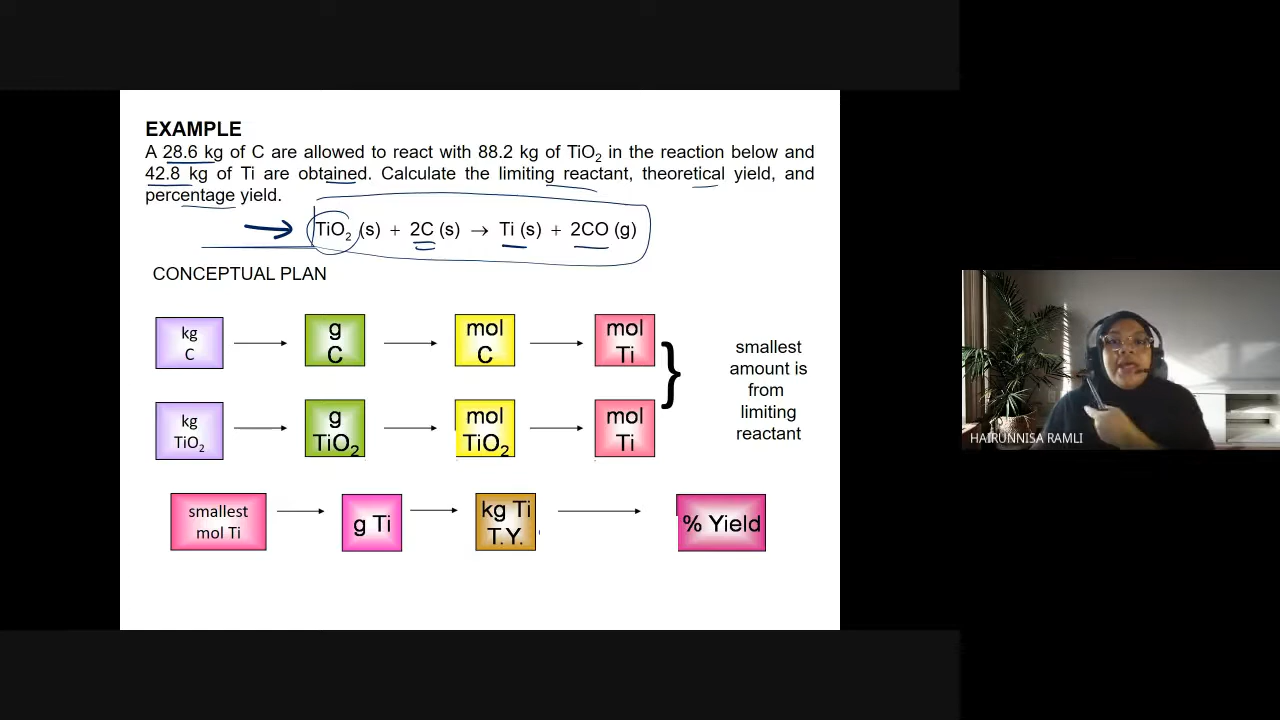 EXAMPLE
A 28.6 kg of C are allowed to react with 88.2 kg of TiO₂ in the reaction below and
42.8 kg of Ti are obtained. Calculate the limiting reactant, theoretical yield, and
percentage yield.
TiO₂ (s) + 2C (s) → Ti (s) + 2CO (g)
CONCEPTUAL PLAN
kg
C
g
C
mol
C
mol
Ti
kg
TiO₂
g
TiO₂
mol
TiO₂
mol
Ti
}
smallest
amount is
from
limiting
reactant
smallest
mol Ti
g Ti
kg Ti
T.Y.
% Yield
HAIRUNNISA RAMLI